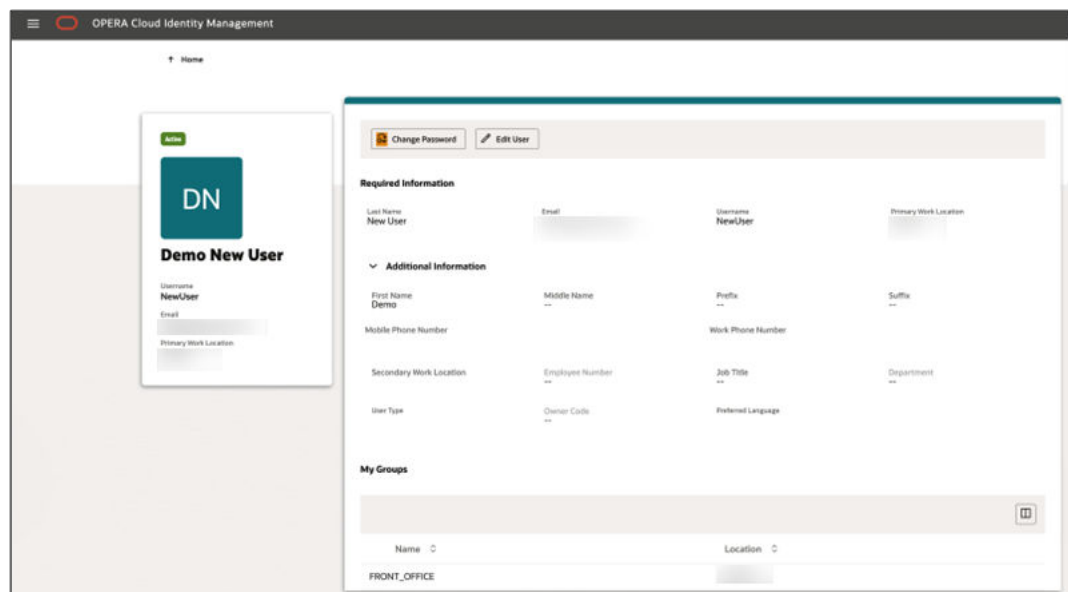 OPERA Cloud Identity Management
Home
Active
DN
Demo New User
Username
NewUser
Email
Primary Work Location
Change Password
Edit User
Required Information
Last Name Email Username Primary Work Location
New User NewUser
Additional Information
First Name Middle Name Prefix Suffix
Demo -- -- --
Mobile Phone Number Work Phone Number
Secondary Work Location Employee Number Job Title Department
-- -- --
User Type Owner Code Preferred Language
--
My Groups
Name Location
FRONT_OFFICE